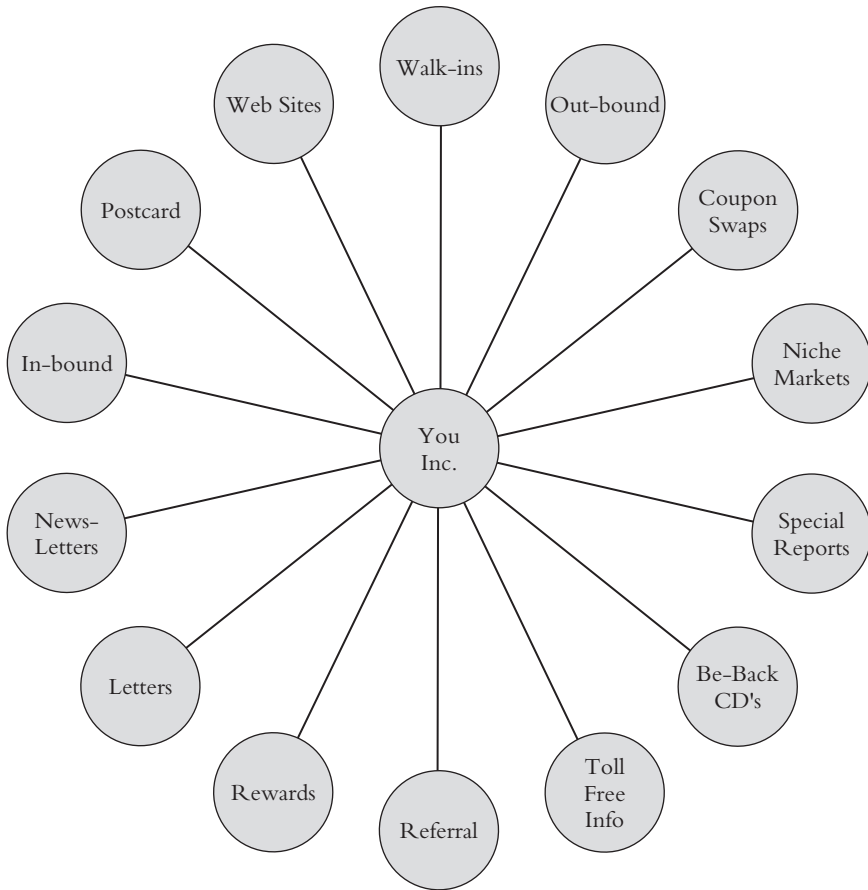 Walk-ins
Out-bound
Coupon
Swaps
Niche
Markets
Special
Reports
Be-Back
CD's
Toll
Free
Info
Referral
Rewards
Letters
News-
Letters
In-bound
Postcard
Web Sites
You
Inc.